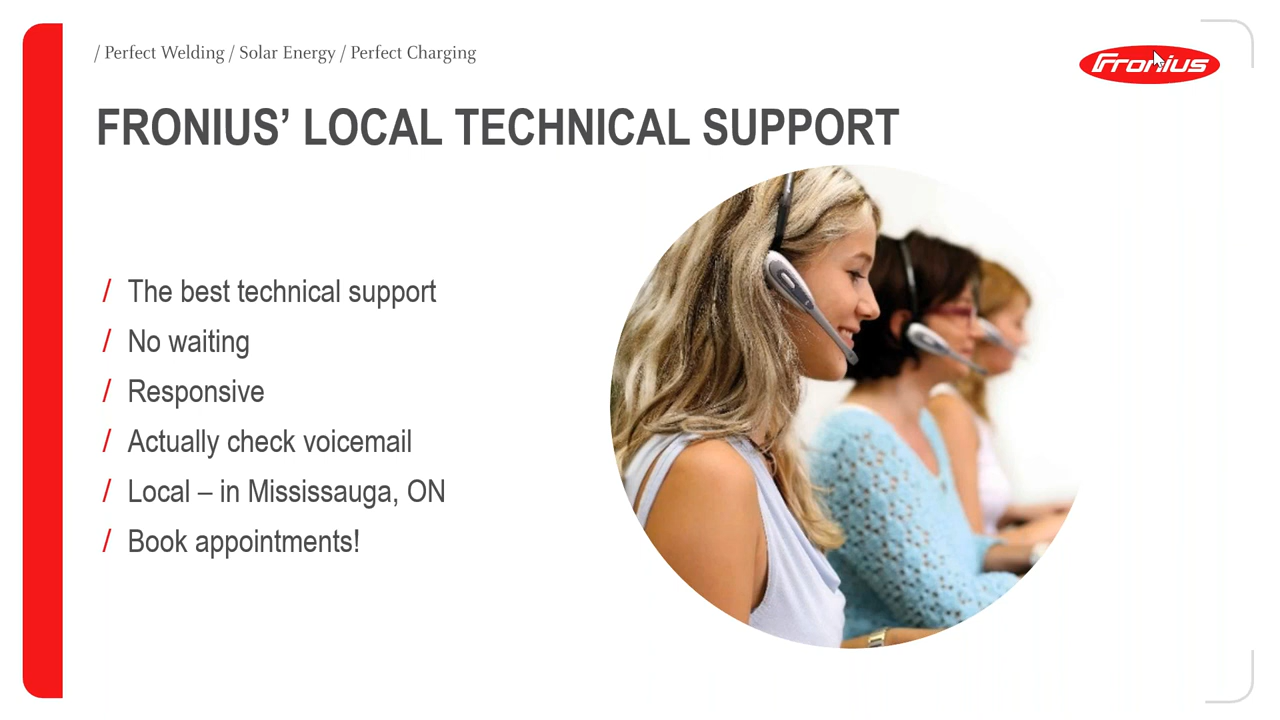 / Perfect Welding / Solar Energy / Perfect Charging
Fronius
FRONIUS’ LOCAL TECHNICAL SUPPORT
/ The best technical support
/ No waiting
/ Responsive
/ Actually check voicemail
/ Local – in Mississauga, ON
/ Book appointments!